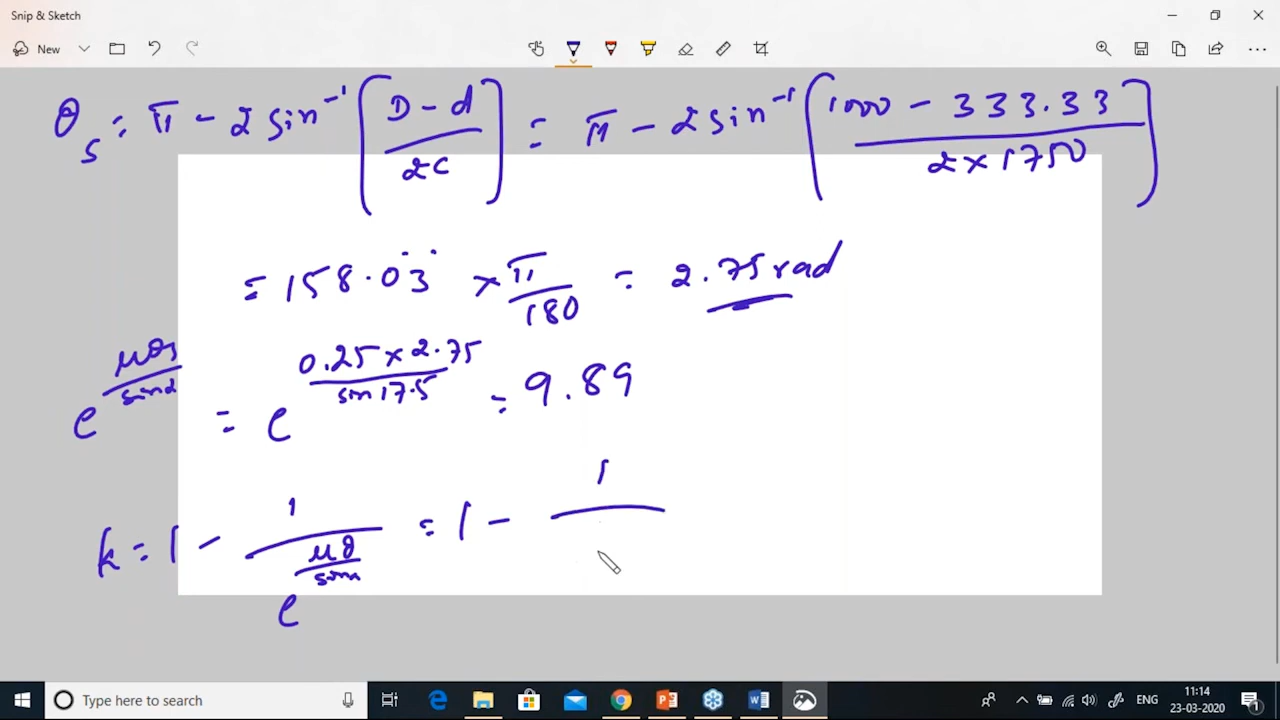 Snip & Sketch
New
θs = π - 2 sin⁻¹ [D - d / 2C] = π - 2 sin⁻¹ (1000 - 333.33 / 2 × 1750)
= 158.03 × π/180 = 2.75 rad
e^(μθs / sinα) = e^(0.25 × 2.75 / sin 17.5) = 9.89
k = 1 - 1 / e^(μθ / sinα) = 1 - 1 /
Type here to search
ENG
11:14
23-03-2020
1